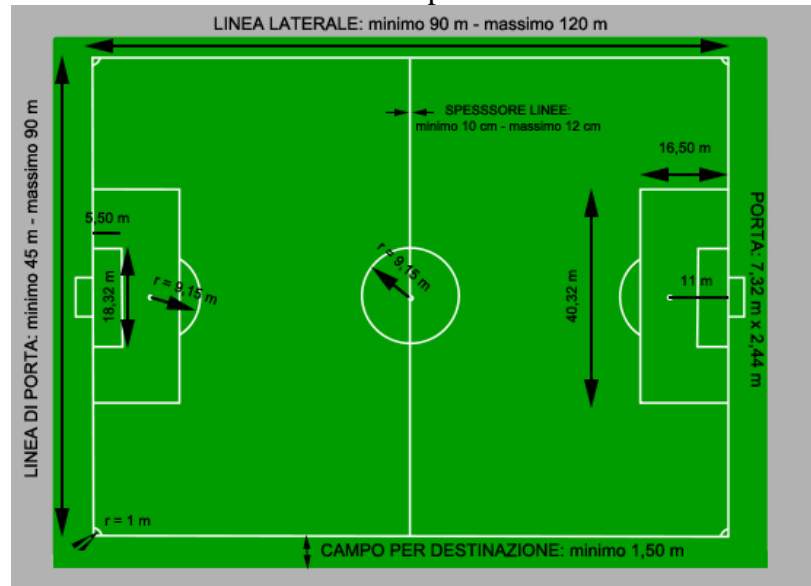 LINEA LATERALE: minimo 90 m - massimo 120 m
LINEA DI PORTA: minimo 45 m - massimo 90 m
SPESSSORE LINEE:
minimo 10 cm - massimo 12 cm
16,50 m
5,50 m
r = 9,15 m
r = 9,15 m
18,32 m
40,32 m
11 m
PORTA: 7,32 m x 2,44 m
r = 1 m
CAMPO PER DESTINAZIONE: minimo 1,50 m